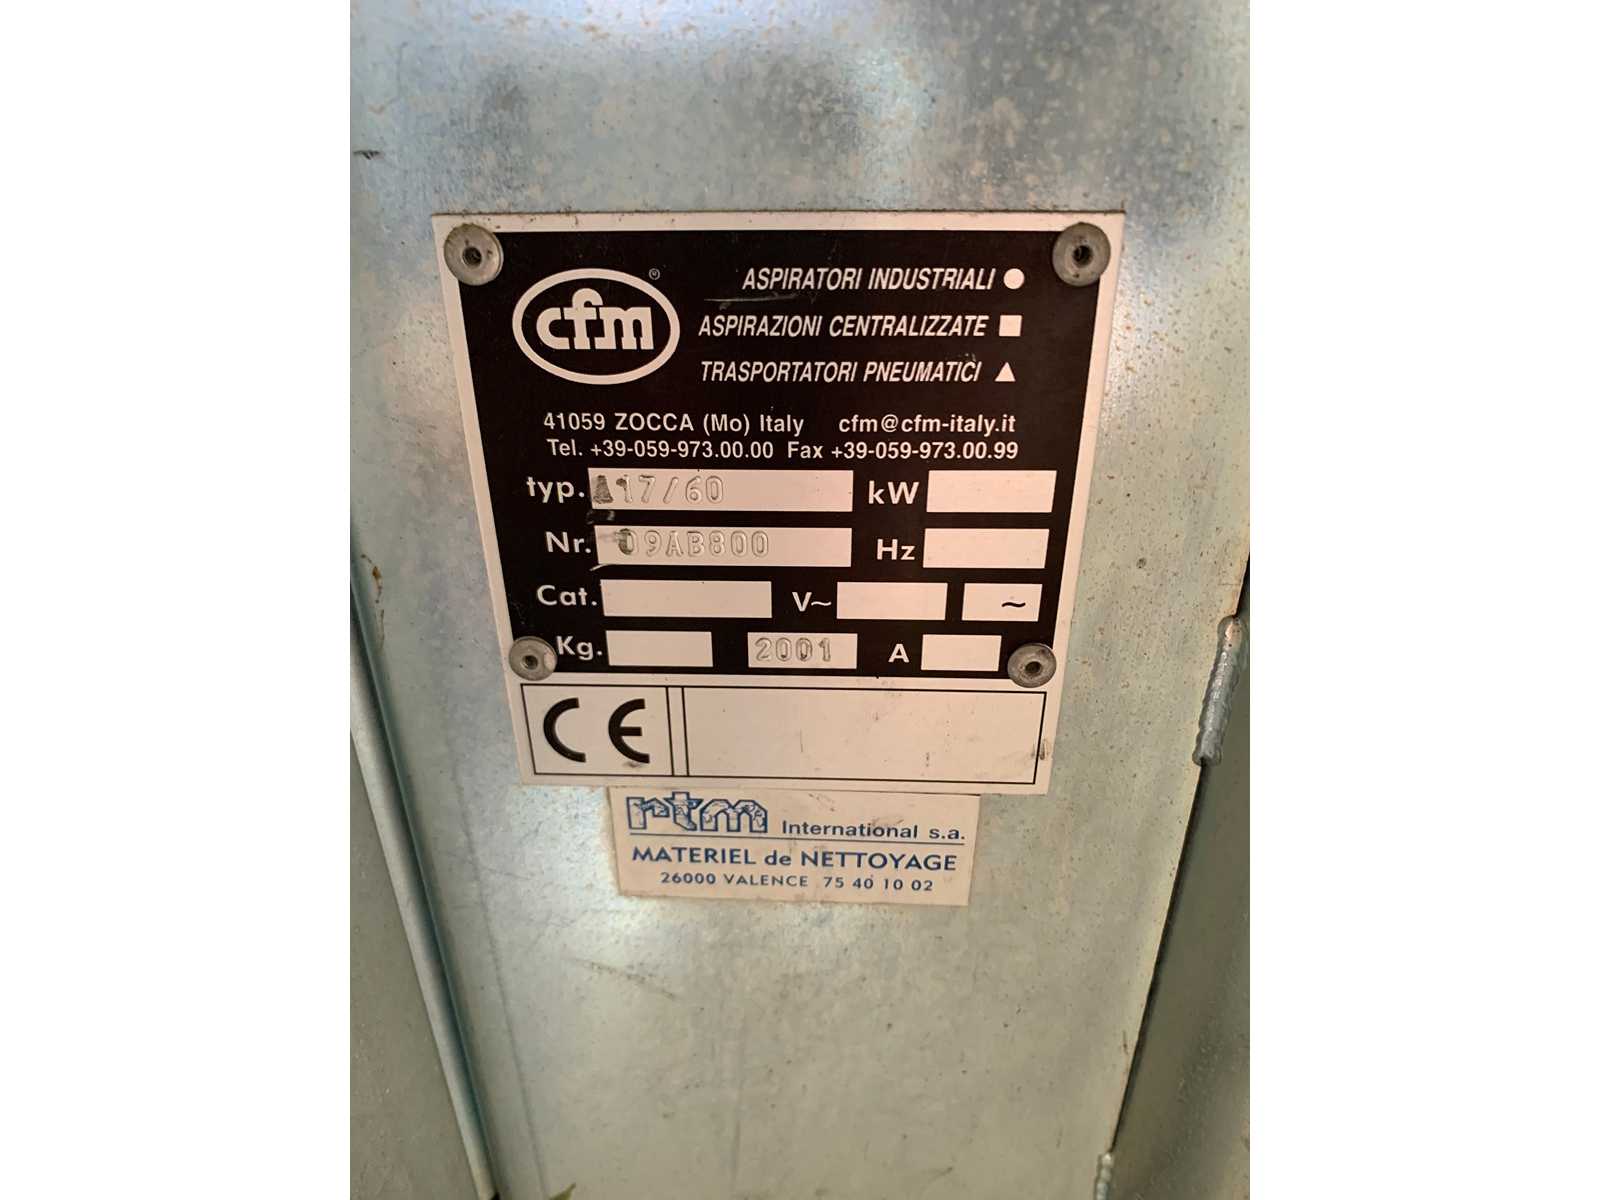 cfm ®
ASPIRATORI INDUSTRIALI ●
ASPIRAZIONI CENTRALIZZATE ■
TRASPORTATORI PNEUMATICI ▲
41059 ZOCCA (Mo) Italy cfm@cfm-italy.it
Tel. +39-059-973.00.00 Fax +39-059-973.00.99
typ. A17/60 kW
Nr. 09AB800 Hz
Cat. V~ ~
Kg. 2001 A
CE
rtm International s.a.
MATERIEL de NETTOYAGE
26000 VALENCE 75 40 10 02